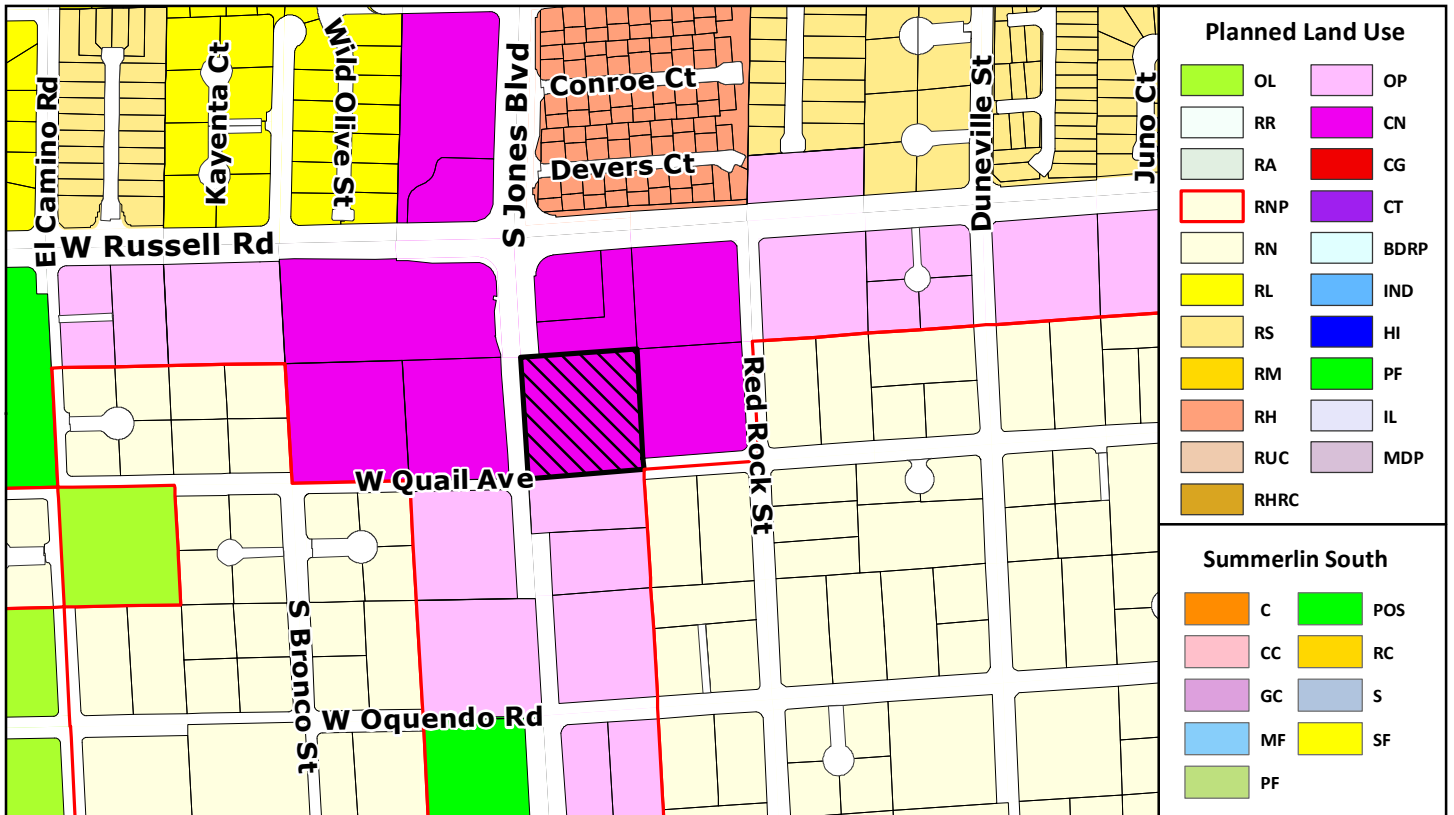 El Camino Rd
Kayenta Ct
Wild Olive St
S Jones Blvd
Conroe Ct
Devers Ct
Duneville St
Juno Ct
W Russell Rd
Red Rock St
W Quail Ave
S Bronco St
W Oquendo Rd
Planned Land Use
OL OP
RR CN
RA CG
RNP CT
RN BDRP
RL IND
RS HI
RM PF
RH IL
RUC MDP
RHRC
Summerlin South
C POS
CC RC
GC S
MF SF
PF